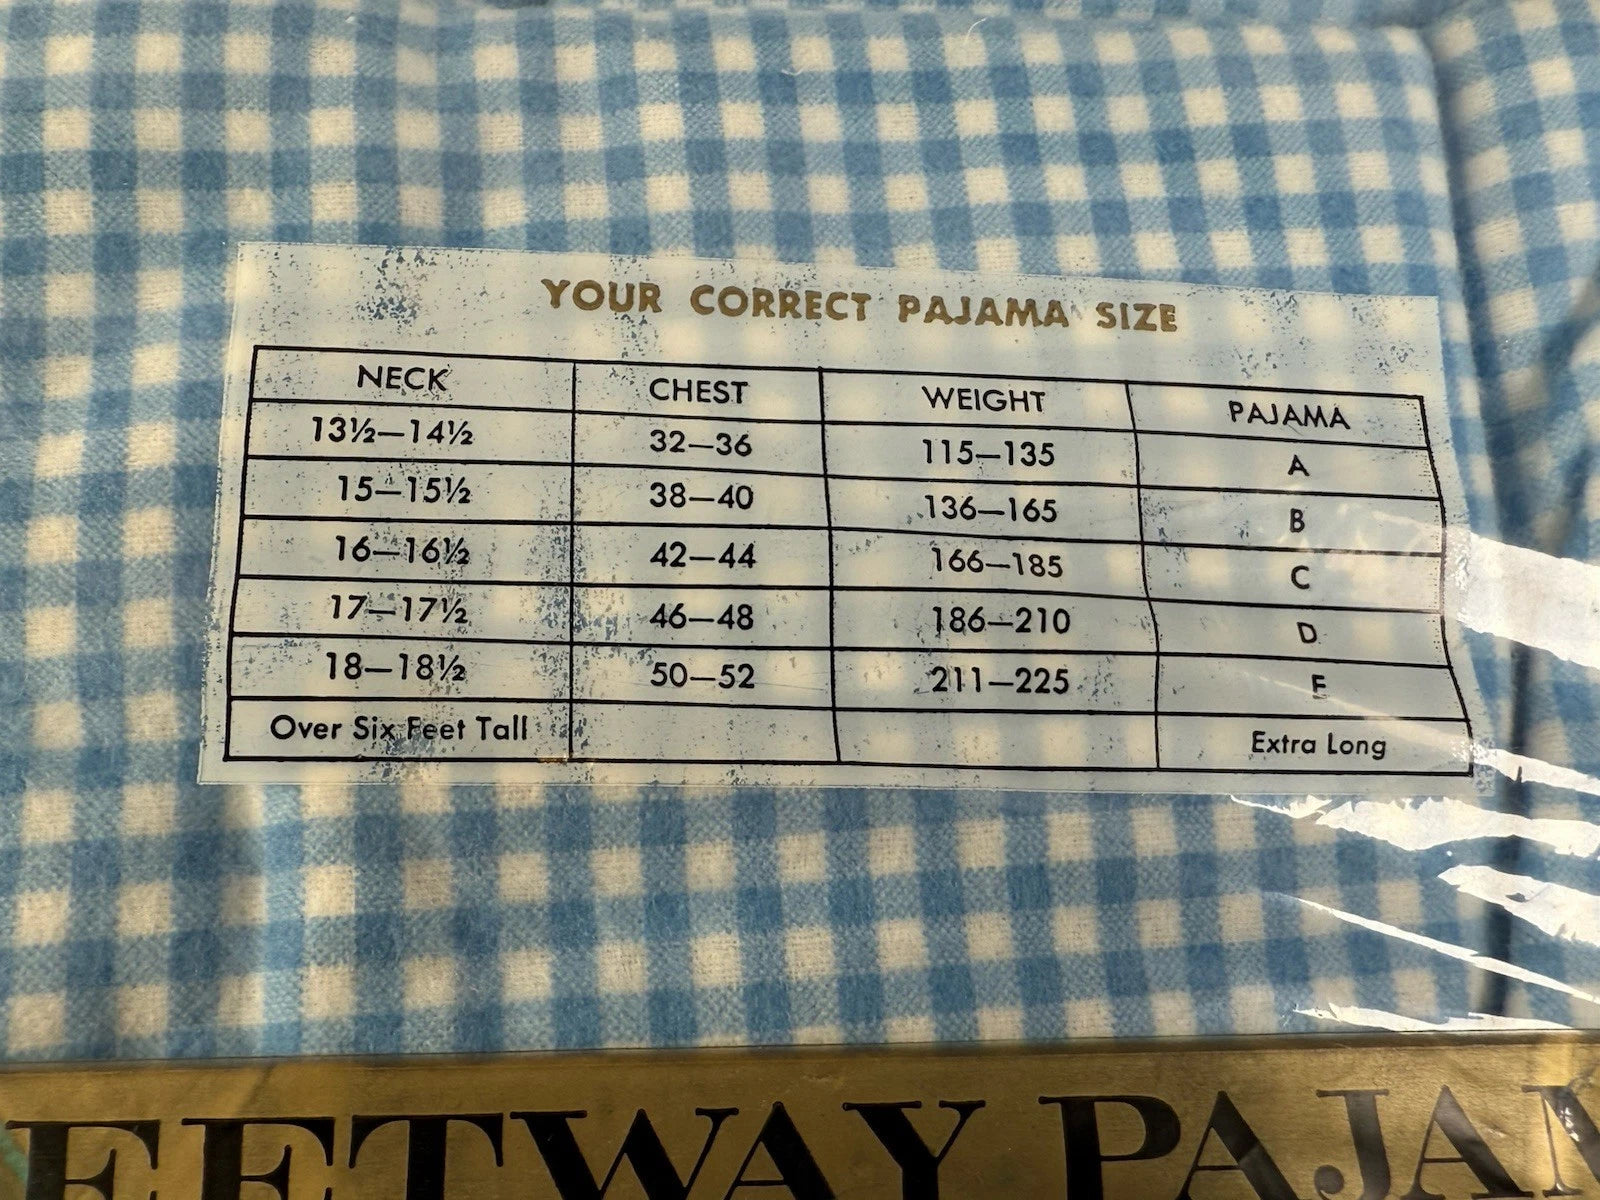 YOUR CORRECT PAJAMA SIZE
NECK CHEST WEIGHT PAJAMA
13½—14½ 32—36 115—135 A
15—15½ 38—40 136—165 B
16—16½ 42—44 166—185 C
17—17½ 46—48 186—210 D
18—18½ 50—52 211—225 E
Over Six Feet Tall Extra Long
EETWAY PAJAM